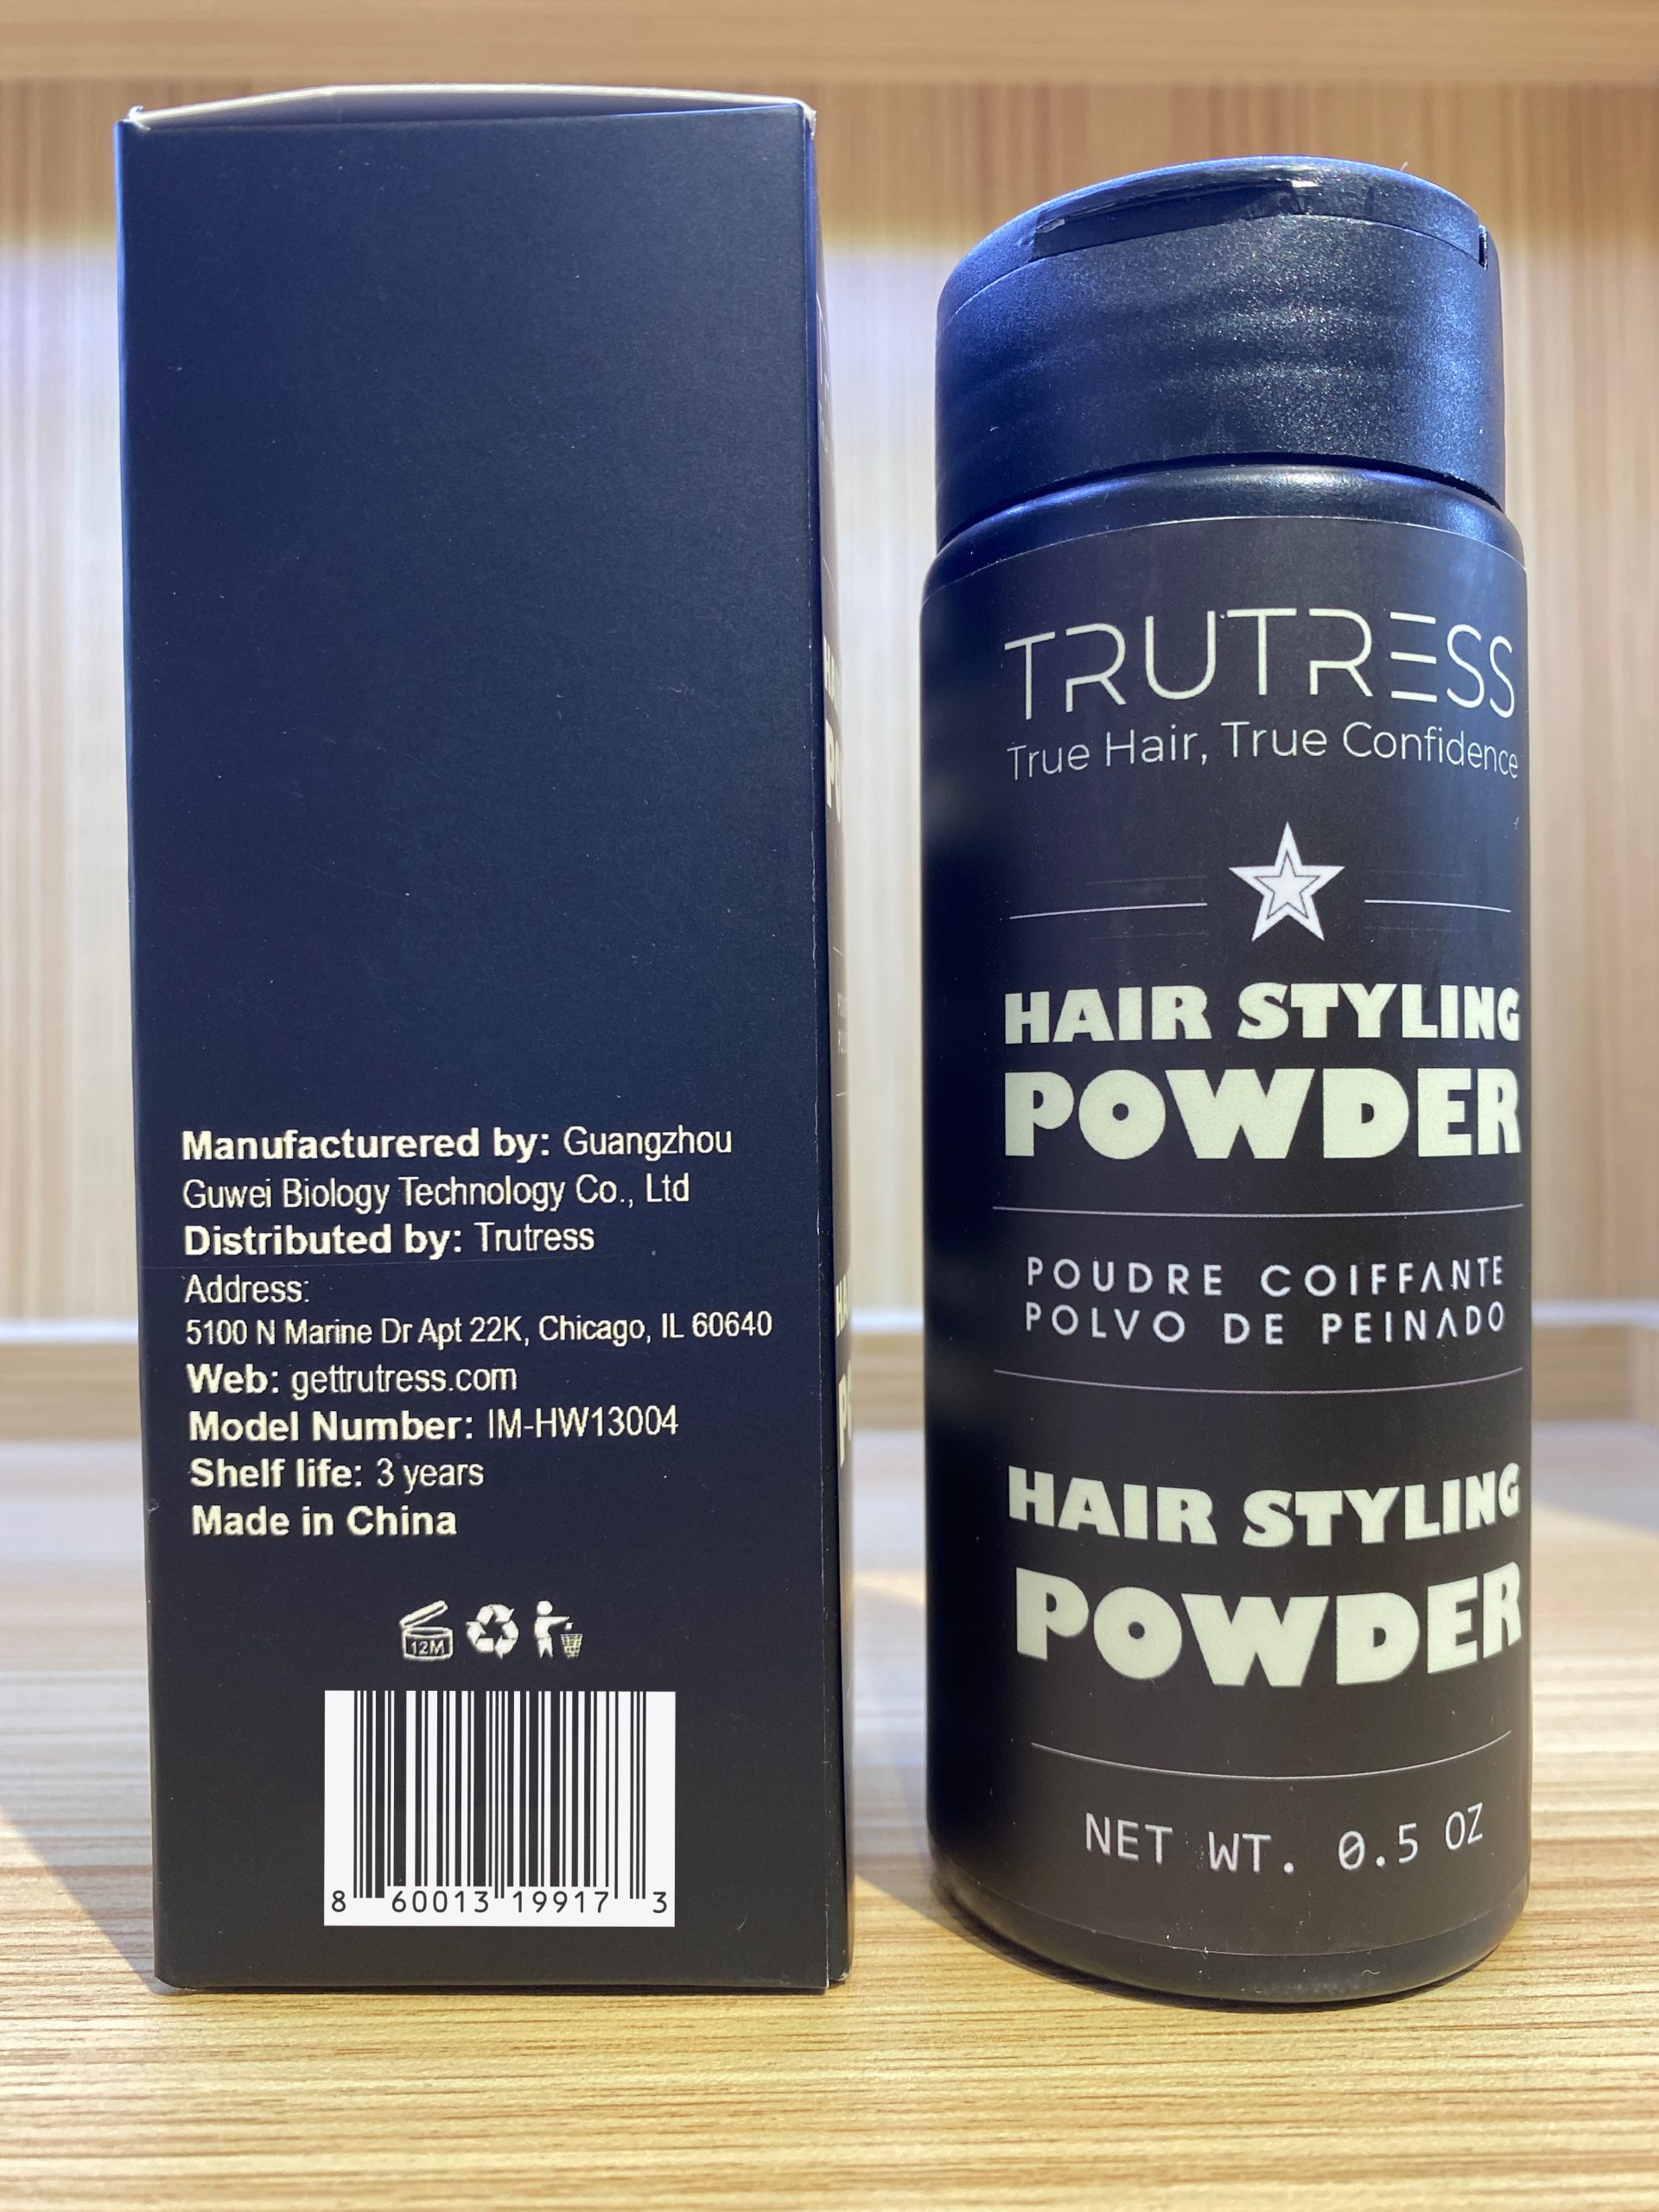 Manufacturered by: Guangzhou
Guwei Biology Technology Co., Ltd
Distributed by: Trutress
Address:
5100 N Marine Dr Apt 22K, Chicago, IL 60640
Web: gettrutress.com
Model Number: IM-HW13004
Shelf life: 3 years
Made in China
12M
8 60013 19917 3
TRUTRESS
True Hair, True Confidence
HAIR STYLING
POWDER
POUDRE COIFFANTE
POLVO DE PEINADO
HAIR STYLING
POWDER
NET WT. 0.5 OZ